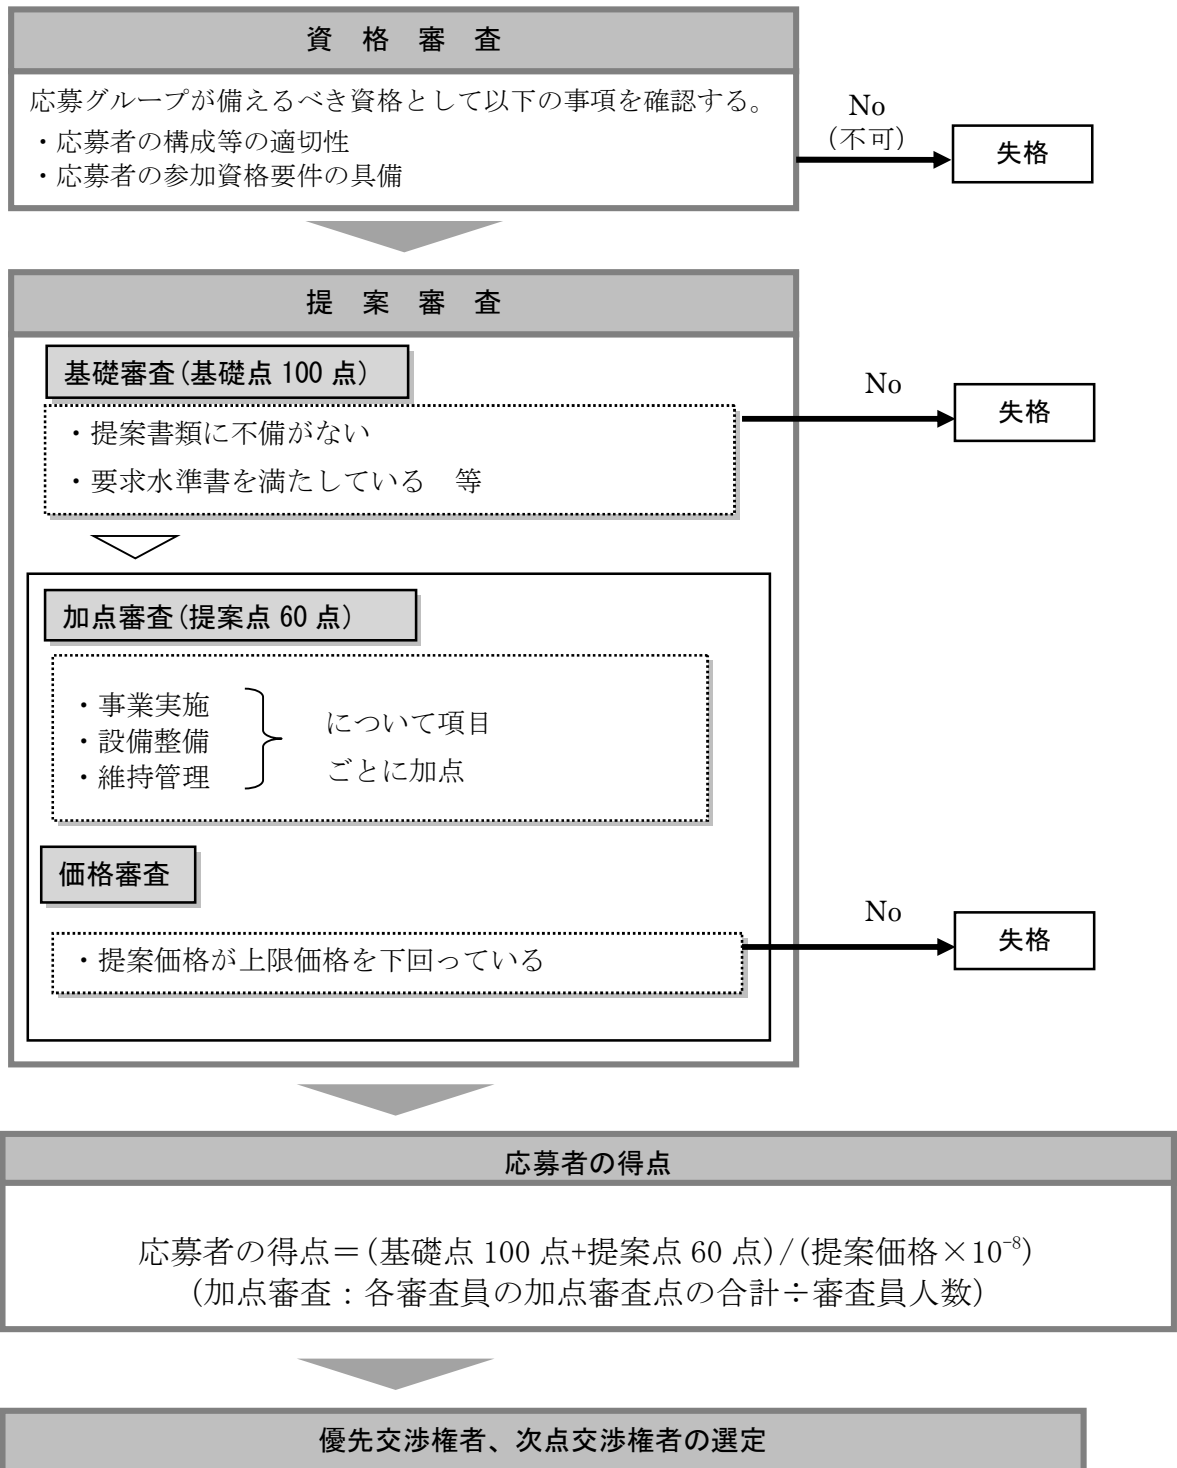 資　格　審　査
応募グループが備えるべき資格として以下の事項を確認する。
・応募者の構成等の適切性
・応募者の参加資格要件の具備
No
（不可）
失格
提　案　審　査
基礎審査（基礎点 100 点）
・提案書類に不備がない
・要求水準書を満たしている　等
No
失格
加点審査（提案点 60 点）
・事業実施
・設備整備
・維持管理
について項目
ごとに加点
価格審査
・提案価格が上限価格を下回っている
No
失格
応募者の得点
応募者の得点＝（基礎点 100 点+提案点 60 点）/（提案価格×10⁻⁸）
（加点審査：各審査員の加点審査点の合計÷審査員人数）
優先交渉権者、次点交渉権者の選定